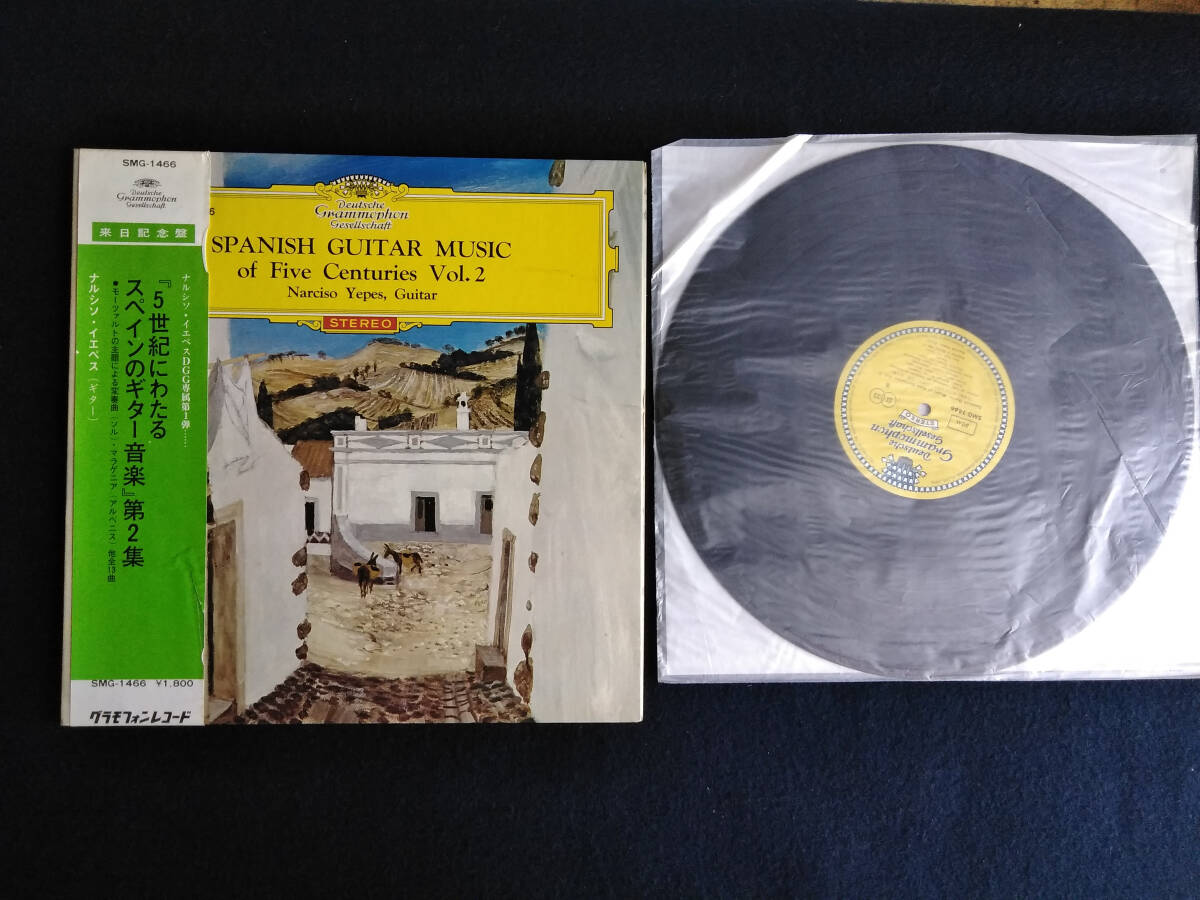 SMG-1466
Deutsche
Grammophon
Gesellschaft
来日記念盤
ナルシソ・イエペスDGG専属第1弾……
『5世紀にわたる
スペインのギター音楽』第2集
●モーツァルトの主題による変奏曲(ソル)・マラゲニア(アルベニス) 他全13曲
ナルシソ・イエペス(ギター)
SMG-1466 ¥1,800
グラモフォンレコード
Deutsche
Grammophon
Gesellschaft
SPANISH GUITAR MUSIC
of Five Centuries Vol. 2
Narciso Yepes, Guitar
STEREO
Deutsche
Grammophon
Gesellschaft
STEREO
SMG 1466